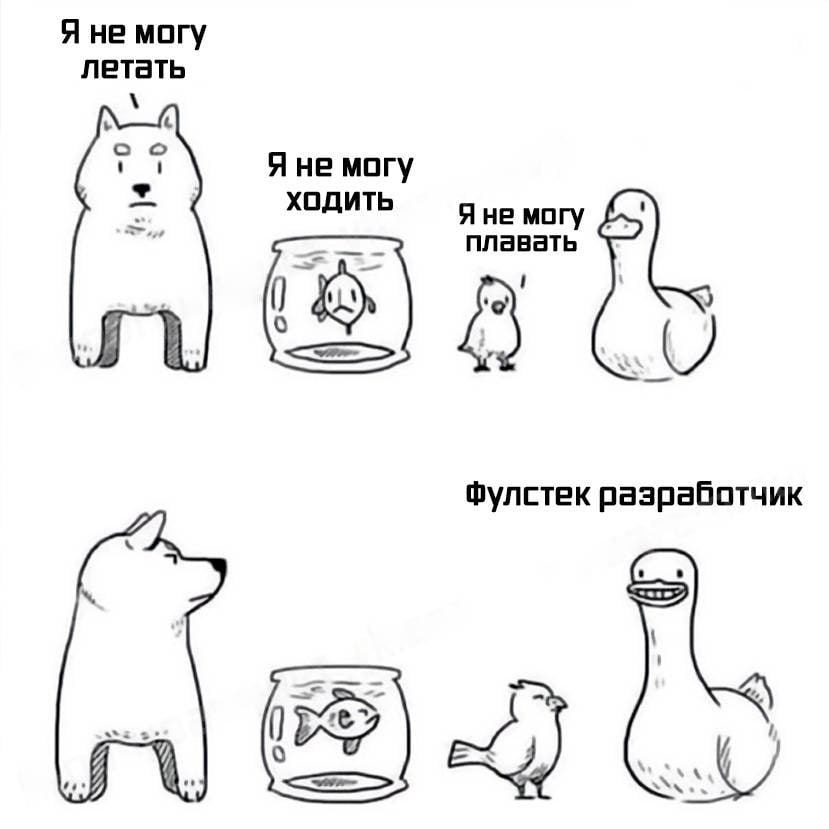 Я не могу
летать
Я не могу
ходить
Я не могу
плавать
Фулстек разработчик